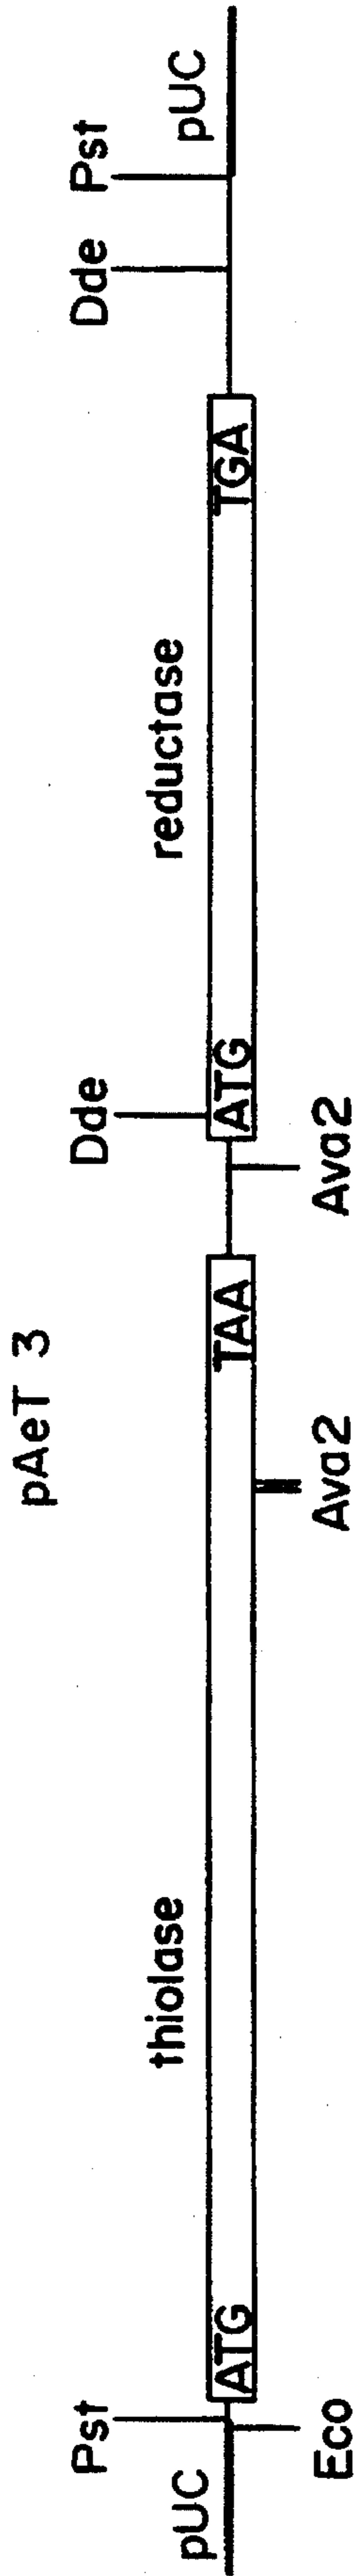 pAeT 3
thiolase
reductase
pUC
Pst
Dde
Dde
Pst
pUC
ATG
TAA
ATG
TGA
Eco
Ava2
Ava2